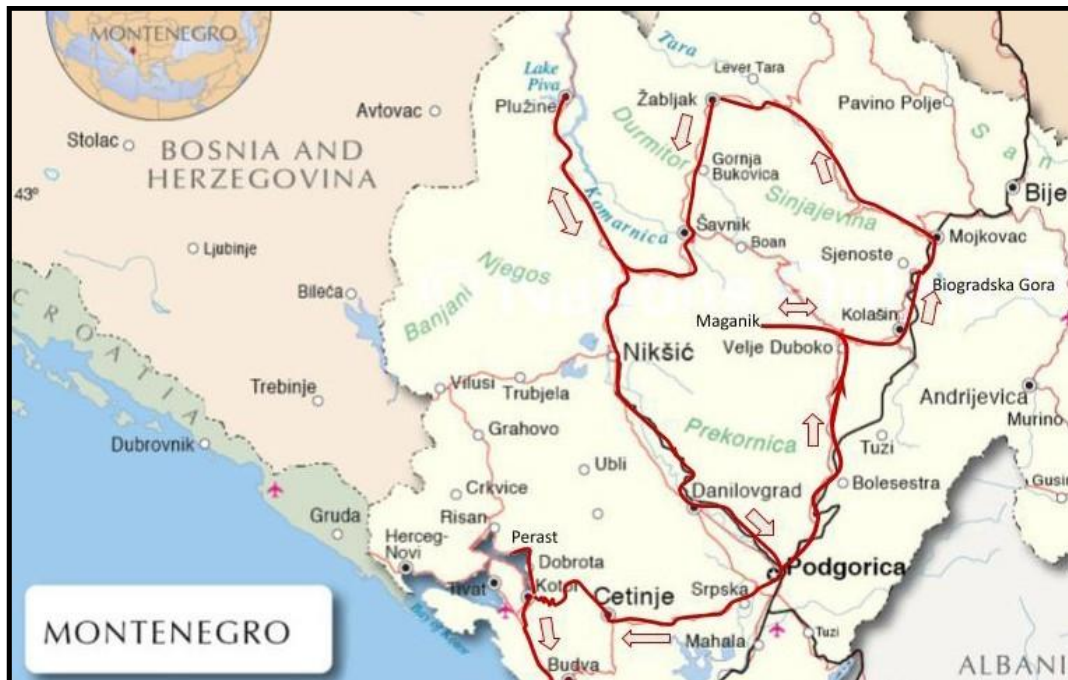 MONTENEGRO
Tara
Lever Tara
Lake
Piva
Plužine
Žabljak
Pavino Polje
Avtovac
Stolac
BOSNIA AND
HERZEGOVINA
Durmitor
Gornja
Bukovica
San
43°
Bije
Sinjajevina
Komarnica
Šavnik
Boan
Mojkovac
Sjenoste
Ljubinje
Njegos
Banjani
Bileća
Biogradska Gora
Kolašin
Maganik
Velje Duboko
CROATIA
Nikšić
Trebinje
Vilusi
Trubjela
Andrijevica
Murino
Grahovo
Prekornica
Tuzi
Dubrovnik
Ubli
Bolesestra
Gusin
Crkvice
Danilovgrad
Gruda
Risan
Herceg-
Novi
Perast
Dobrota
Podgorica
Tivat
Kotor
Cetinje
Srpska
MONTENEGRO
Mahala
Tuzi
Budva
ALBANI